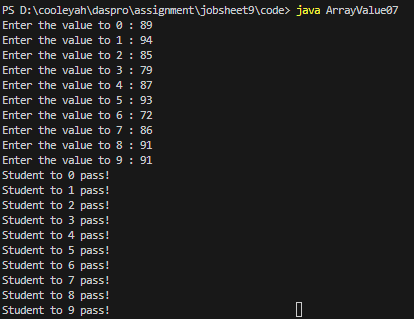 PS D:\cooleyah\daspro\assignment\jobsheet9\code> java ArrayValue07
Enter the value to 0 : 89
Enter the value to 1 : 94
Enter the value to 2 : 85
Enter the value to 3 : 79
Enter the value to 4 : 87
Enter the value to 5 : 93
Enter the value to 6 : 72
Enter the value to 7 : 86
Enter the value to 8 : 91
Enter the value to 9 : 91
Student to 0 pass!
Student to 1 pass!
Student to 2 pass!
Student to 3 pass!
Student to 4 pass!
Student to 5 pass!
Student to 6 pass!
Student to 7 pass!
Student to 8 pass!
Student to 9 pass!